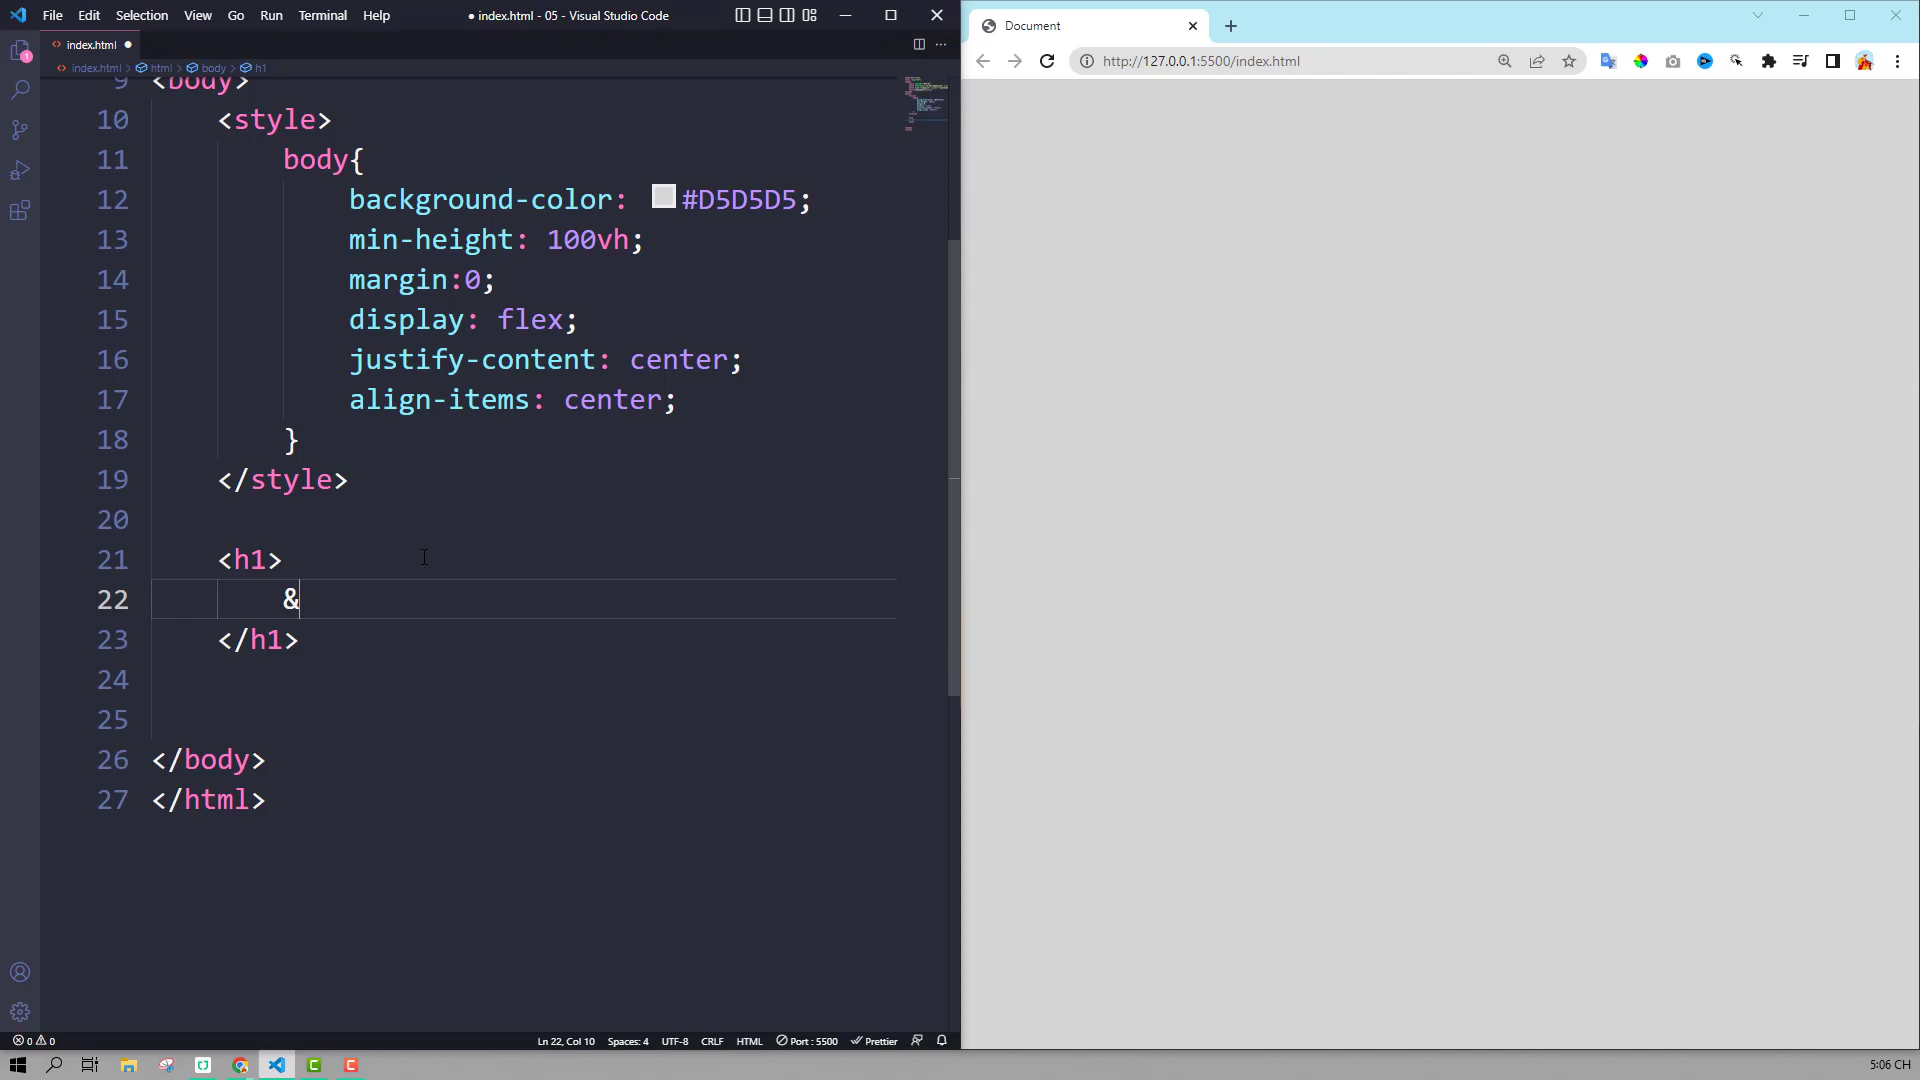 File Edit Selection View Go Run Terminal Help ● index.html - 05 - Visual Studio Code
index.html ●
index.html > html > body > h1
9 <body>
10 <style>
11 body{
12 background-color: #D5D5D5;
13 min-height: 100vh;
14 margin:0;
15 display: flex;
16 justify-content: center;
17 align-items: center;
18 }
19 </style>
20
21 <h1>
22 &
23 </h1>
24
25
26 </body>
27 </html>
1
0 0 Ln 22, Col 10 Spaces: 4 UTF-8 CRLF HTML Port : 5500 Prettier
Document
http://127.0.0.1:5500/index.html
5:06 CH